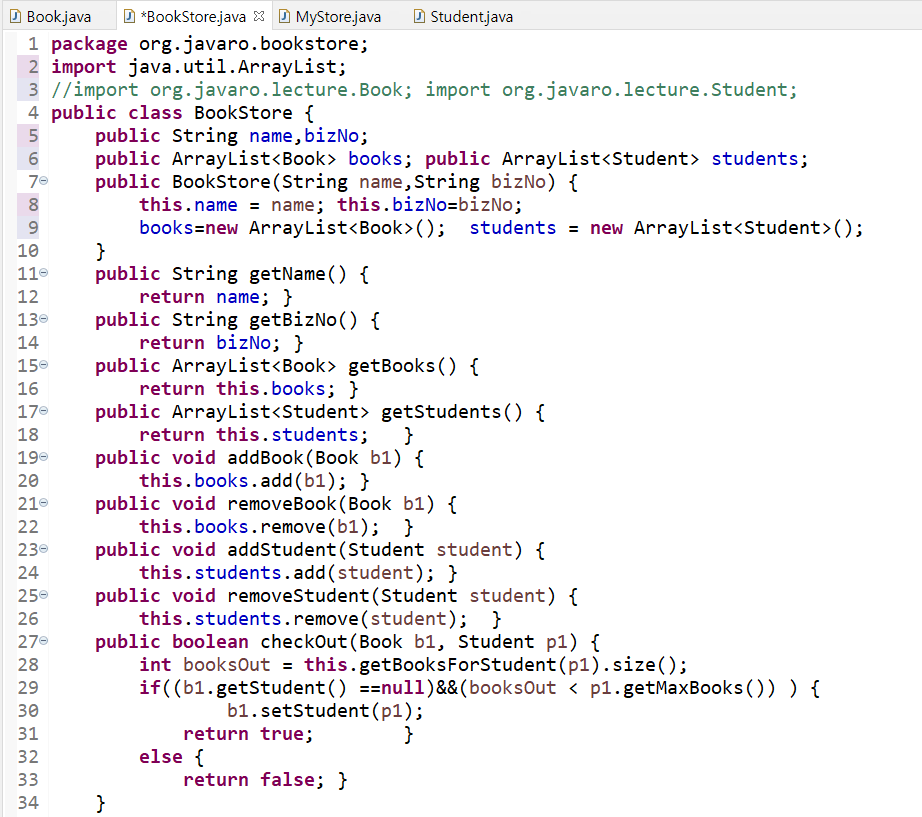 Book.java *BookStore.java MyStore.java Student.java
1 package org.javaro.bookstore;
2 import java.util.ArrayList;
3 //import org.javaro.lecture.Book; import org.javaro.lecture.Student;
4 public class BookStore {
5     public String name,bizNo;
6     public ArrayList<Book> books; public ArrayList<Student> students;
7     public BookStore(String name,String bizNo) {
8         this.name = name; this.bizNo=bizNo;
9         books=new ArrayList<Book>();  students = new ArrayList<Student>();
10     }
11     public String getName() {
12         return name; }
13     public String getBizNo() {
14         return bizNo; }
15     public ArrayList<Book> getBooks() {
16         return this.books; }
17     public ArrayList<Student> getStudents() {
18         return this.students;   }
19     public void addBook(Book b1) {
20         this.books.add(b1); }
21     public void removeBook(Book b1) {
22         this.books.remove(b1);  }
23     public void addStudent(Student student) {
24         this.students.add(student); }
25     public void removeStudent(Student student) {
26         this.students.remove(student);  }
27     public boolean checkOut(Book b1, Student p1) {
28         int booksOut = this.getBooksForStudent(p1).size();
29         if((b1.getStudent() ==null)&&(booksOut < p1.getMaxBooks()) ) {
30                 b1.setStudent(p1);
31             return true;        }
32         else {
33             return false; }
34     }